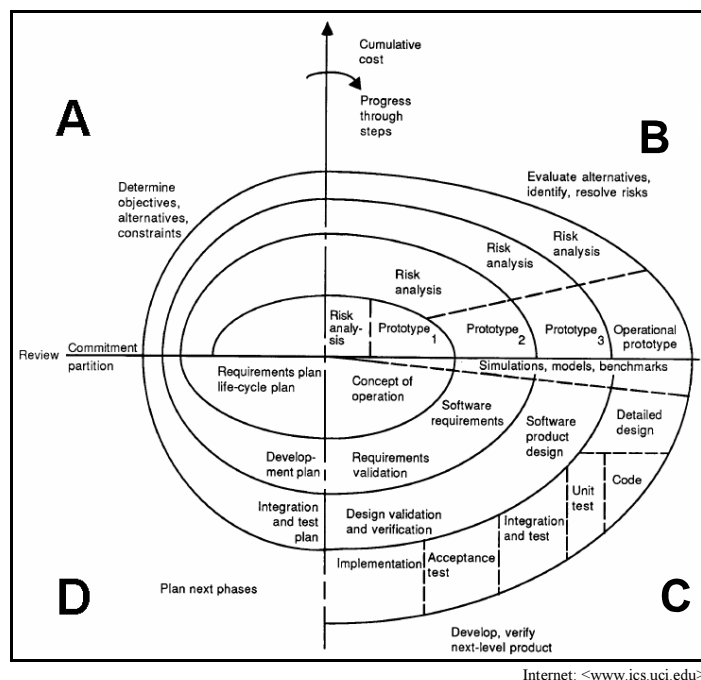 Cumulative
cost
Progress
through
steps
A
B
Evaluate alternatives,
identify, resolve risks
Determine
objectives,
alternatives,
constraints
Risk
analysis
Risk
analysis
Risk
analysis
Risk
analy-
sis
Prototype
1
Prototype
2
Prototype
3
Operational
prototype
Review
Commitment
partition
Simulations, models, benchmarks
Requirements plan
life-cycle plan
Concept of
operation
Software
requirements
Software
product
design
Detailed
design
Develop-
ment plan
Requirements
validation
Code
Unit
test
Integration
and test
plan
Design validation
and verification
Integration
and test
Implementation
Acceptance
test
D
Plan next phases
C
Develop, verify
next-level product
Internet: <www.ics.uci.edu>